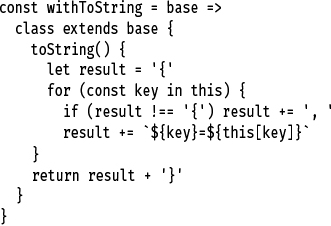 const withToString = base =>
  class extends base {
    toString() {
      let result = '{'
      for (const key in this) {
        if (result !== '{') result += ', '
        result += `${key}=${this[key]}`
    }
    return result + '}'
  }
}